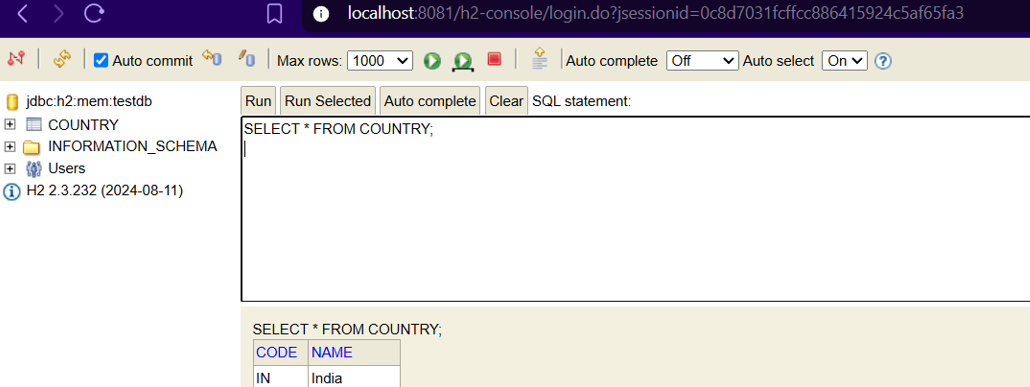 localhost:8081/h2-console/login.do?jsessionid=0c8d7031fcffcc886415924c5af65fa3
Auto commit Max rows: 1000 Auto complete Off Auto select On ?
jdbc:h2:mem:testdb
COUNTRY
INFORMATION_SCHEMA
Users
H2 2.3.232 (2024-08-11)
Run Run Selected Auto complete Clear SQL statement:
SELECT * FROM COUNTRY;
SELECT * FROM COUNTRY;
CODE NAME
IN India